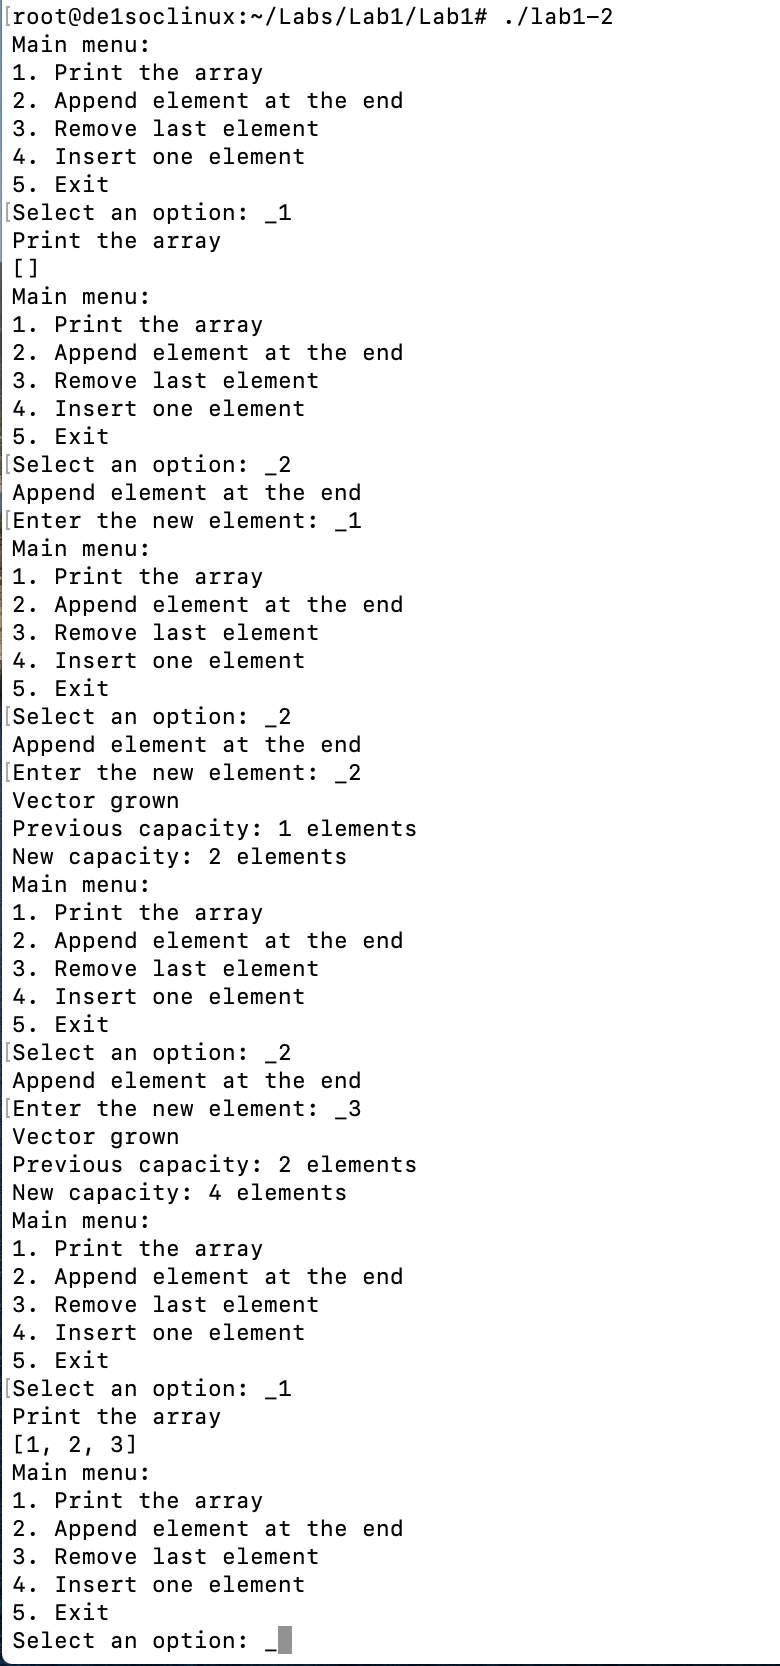 [root@de1soclinux:~/Labs/Lab1/Lab1# ./lab1-2
Main menu:
1. Print the array
2. Append element at the end
3. Remove last element
4. Insert one element
5. Exit
[Select an option: _1
Print the array
[]
Main menu:
1. Print the array
2. Append element at the end
3. Remove last element
4. Insert one element
5. Exit
[Select an option: _2
Append element at the end
[Enter the new element: _1
Main menu:
1. Print the array
2. Append element at the end
3. Remove last element
4. Insert one element
5. Exit
[Select an option: _2
Append element at the end
[Enter the new element: _2
Vector grown
Previous capacity: 1 elements
New capacity: 2 elements
Main menu:
1. Print the array
2. Append element at the end
3. Remove last element
4. Insert one element
5. Exit
[Select an option: _2
Append element at the end
[Enter the new element: _3
Vector grown
Previous capacity: 2 elements
New capacity: 4 elements
Main menu:
1. Print the array
2. Append element at the end
3. Remove last element
4. Insert one element
5. Exit
[Select an option: _1
Print the array
[1, 2, 3]
Main menu:
1. Print the array
2. Append element at the end
3. Remove last element
4. Insert one element
5. Exit
Select an option: _